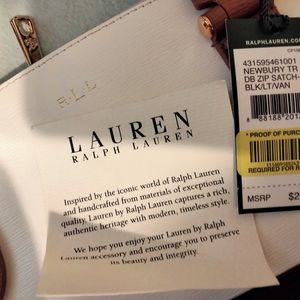 RLL
LAUREN
RALPH LAUREN
Inspired by the iconic world of Ralph Lauren
and handcrafted from materials of exceptional
quality, Lauren by Ralph Lauren captures a rich,
authentic heritage with modern, timeless style.
We hope you enjoy your Lauren by Ralph
Lauren accessory and encourage you to preserve
its beauty and integrity.
RALPHLAUREN.COM
431595461001
NEWBURY TR
DB ZIP SATCH-
BLK/LT/VAN
* PROOF OF PURC
REQUIRED FOR R
MSRP $2